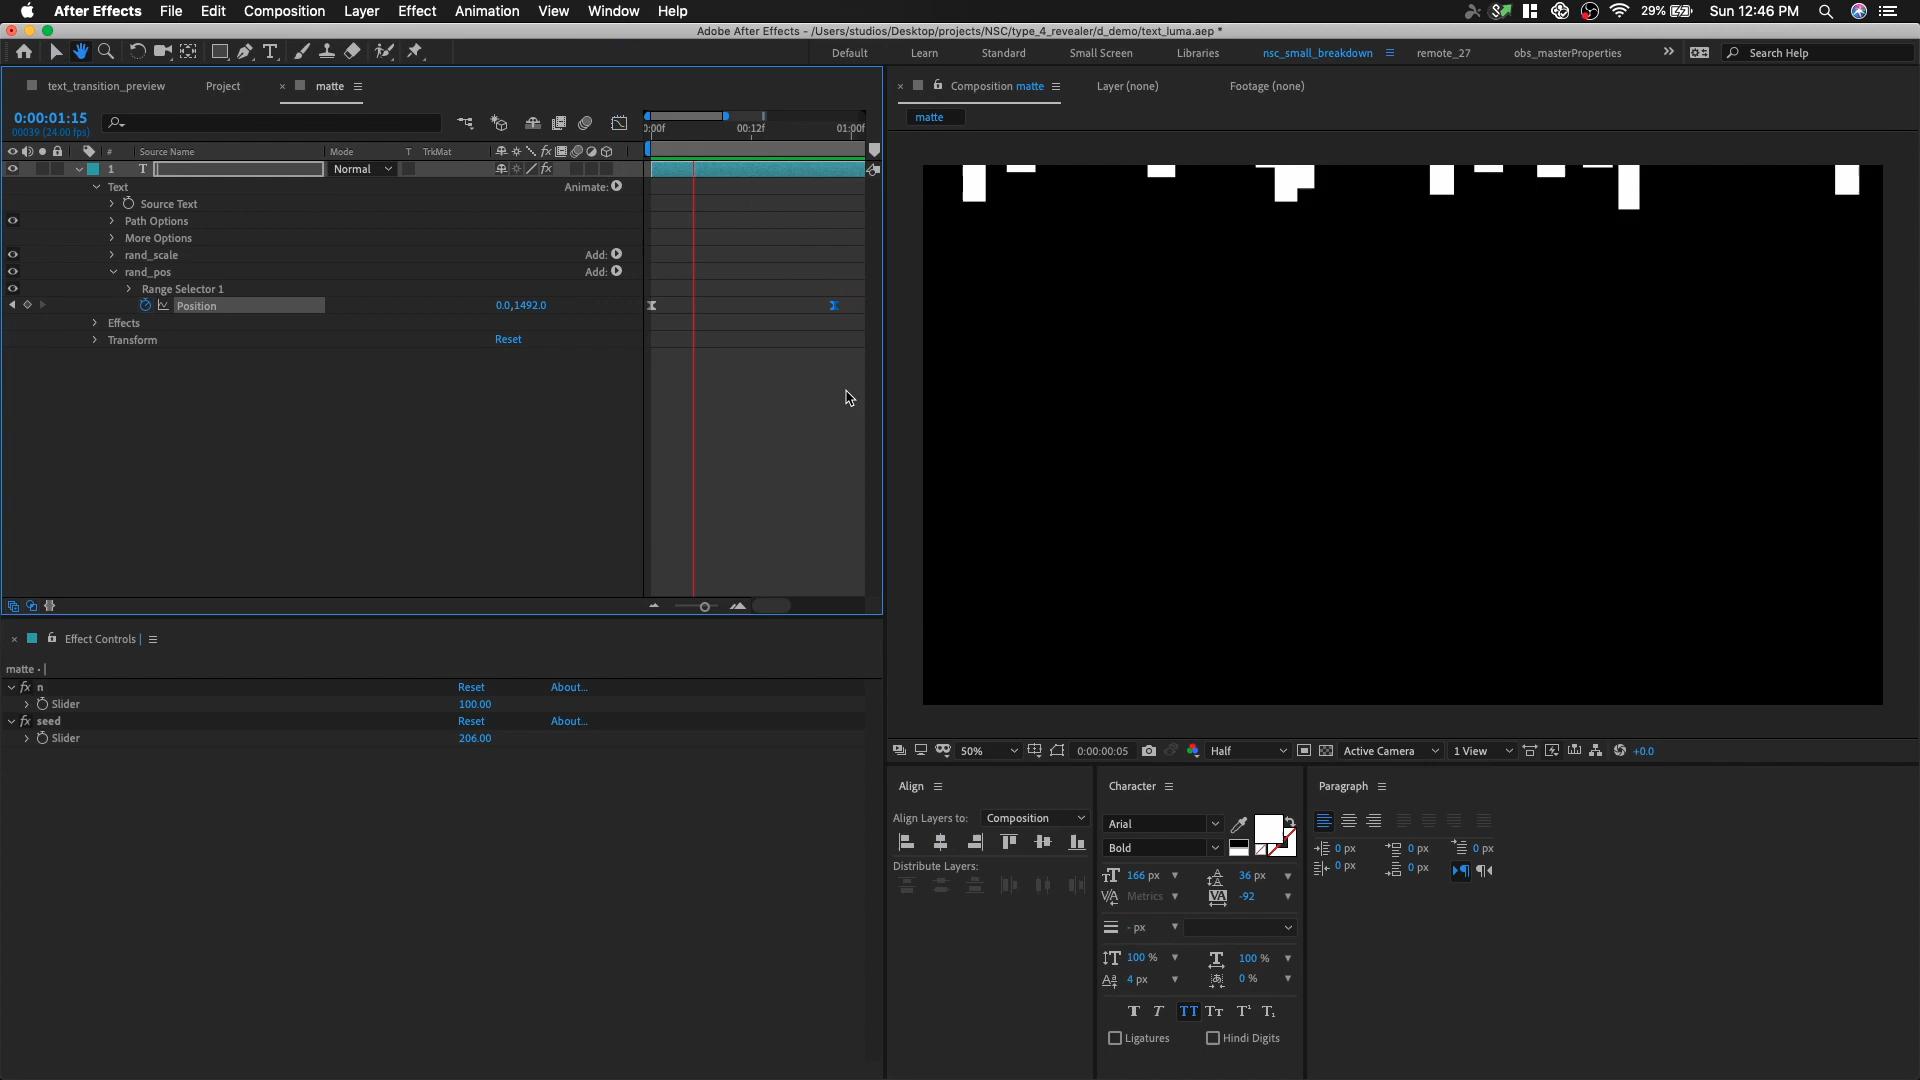 After Effects File Edit Composition Layer Effect Animation View Window Help
29% Sun 12:46 PM
Adobe After Effects - /Users/studios/Desktop/projects/NSC/type_4_revealer/d_demo/text_luma.aep *
Default Learn Standard Small Screen Libraries nsc_small_breakdown remote_27 obs_masterProperties Search Help
text_transition_preview Project matte
Composition matte Layer (none) Footage (none)
0:00:01:15
00039 (24.00 fps)
matte
0:00f 00:12f 01:00f
# Source Name Mode T TrkMat
1 T Normal
Text Animate:
Source Text
Path Options
More Options
rand_scale Add:
rand_pos Add:
Range Selector 1
Position 0.0,1492.0
Effects
Transform Reset
Effect Controls
matte •
fx n Reset About...
Slider 100.00
fx seed Reset About...
Slider 206.00
50% 0:00:00:05 Half Active Camera 1 View +0.0
Align
Align Layers to: Composition
Distribute Layers:
Character
Arial
Bold
166 px 36 px
Metrics -92
- px
100 % 100 %
4 px 0 %
T T TT Tт T¹ T₁
Ligatures Hindi Digits
Paragraph
0 px 0 px 0 px
0 px 0 px